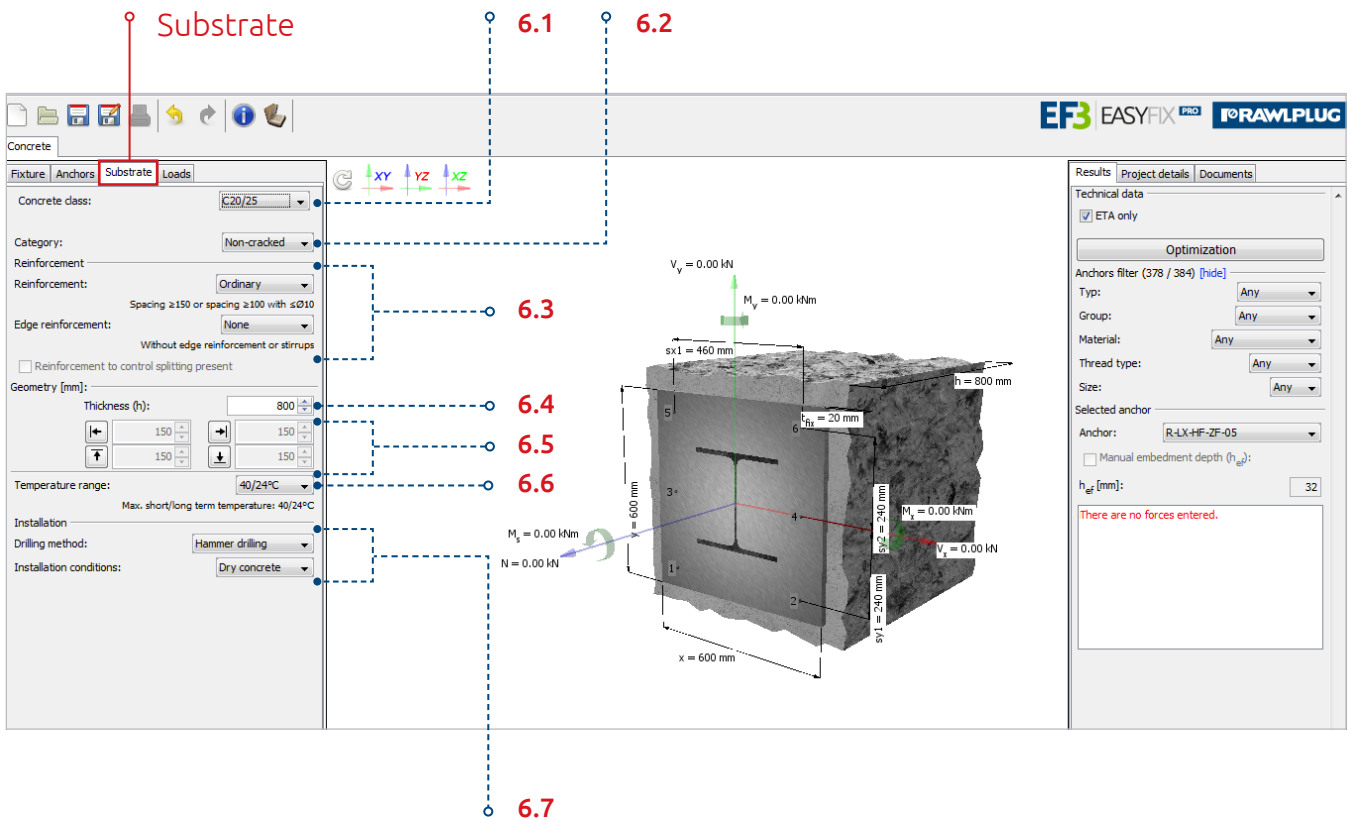 Substrate
6.1
6.2
EF3 EASYFIX PRO RAWLPLUG
Concrete
Fixture Anchors Substrate Loads
Concrete class: C20/25
Category: Non-cracked
Reinforcement
Reinforcement: Ordinary
Spacing ≥150 or spacing ≥100 with ≤Ø10
Edge reinforcement: None
Without edge reinforcement or stirrups
Reinforcement to control splitting present
6.3
Geometry [mm]:
Thickness (h): 800
6.4
150 150
150 150
6.5
Temperature range: 40/24ºC
6.6
Max. short/long term temperature: 40/24ºC
Installation
Drilling method: Hammer drilling
Installation conditions: Dry concrete
6.7
XY YZ XZ
Vy = 0.00 kN
My = 0.00 kNm
sx1 = 460 mm
h = 800 mm
tfix = 20 mm
5
6
3
4
1
2
y = 600 mm
sy2 = 240 mm
sy1 = 240 mm
Mx = 0.00 kNm
Vx = 0.00 kN
Ms = 0.00 kNm
N = 0.00 kN
x = 600 mm
Results Project details Documents
Technical data
ETA only
Optimization
Anchors filter (378 / 384) [hide]
Typ: Any
Group: Any
Material: Any
Thread type: Any
Size: Any
Selected anchor
Anchor: R-LX-HF-ZF-05
Manual embedment depth (hef):
hef [mm]: 32
There are no forces entered.